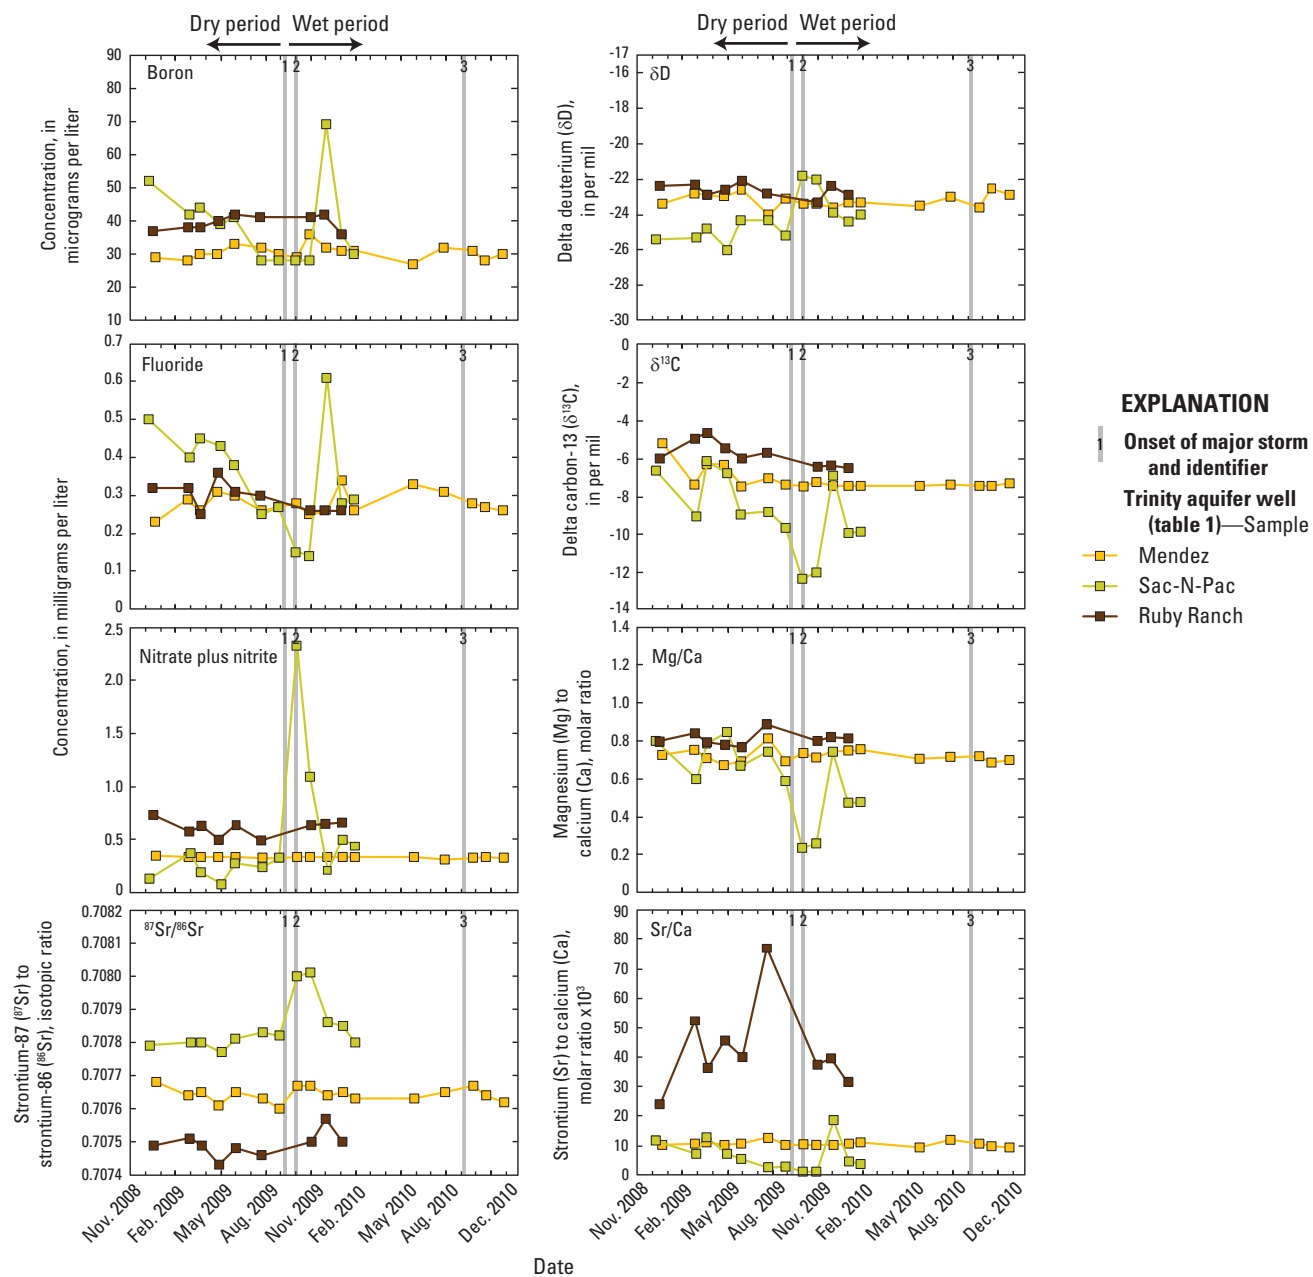 Dry period Wet period
Dry period Wet period
Concentration, in
micrograms per liter
90
80
70
60
50
40
30
20
10
Boron
1 2
3
Delta deuterium (δD),
in per mil
-17
-18
-20
-22
-24
-26
-28
-30
δD
1 2
3
Concentration, in milligrams per liter
0.7
0.6
0.5
0.4
0.3
0.2
0.1
0
Fluoride
1 2
3
Delta carbon-13 (δ¹³C),
in per mil
0
-2
-4
-6
-8
-10
-12
-14
δ¹³C
1 2
3
2.5
2.0
1.5
1.0
0.5
0
Nitrate plus nitrite
1 2
3
Magnesium (Mg) to
calcium (Ca), molar ratio
1.4
1.2
1.0
0.8
0.6
0.4
0.2
0
Mg/Ca
1 2
3
Strontium-87 (⁸⁷Sr) to
strontium-86 (⁸⁶Sr), isotopic ratio
0.7082
0.7081
0.7080
0.7079
0.7078
0.7077
0.7076
0.7075
0.7074
⁸⁷Sr/⁸⁶Sr
1 2
3
Strontium (Sr) to calcium (Ca),
molar ratio x10³
90
80
70
60
50
40
30
20
10
0
Sr/Ca
1 2
3
Nov. 2008
Feb. 2009
May 2009
Aug. 2009
Nov. 2009
Feb. 2010
May 2010
Aug. 2010
Dec. 2010
Nov. 2008
Feb. 2009
May 2009
Aug. 2009
Nov. 2009
Feb. 2010
May 2010
Aug. 2010
Dec. 2010
Date
EXPLANATION
1 Onset of major storm
and identifier
Trinity aquifer well
(table 1)—Sample
Mendez
Sac-N-Pac
Ruby Ranch